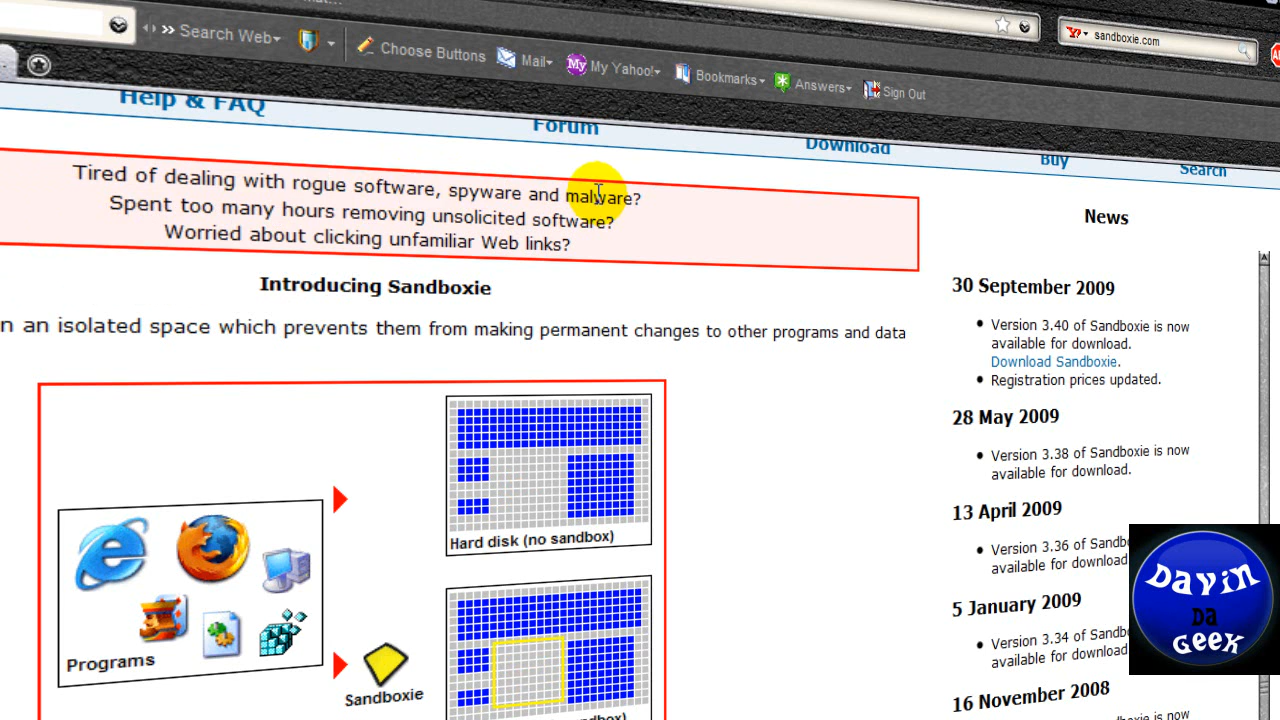 Search Web
Choose Buttons
Mail
My Yahoo!
Bookmarks
Answers
Sign Out
sandboxie.com
Help & FAQ
Forum
Download
Buy
Search
Tired of dealing with rogue software, spyware and malware?
Spent too many hours removing unsolicited software?
Worried about clicking unfamiliar Web links?
Introducing Sandboxie
n an isolated space which prevents them from making permanent changes to other programs and data
Programs
Sandboxie
Hard disk (no sandbox)
News
30 September 2009
Version 3.40 of Sandboxie is now
available for download.
Download Sandboxie.
Registration prices updated.
28 May 2009
Version 3.38 of Sandboxie is now
available for download.
13 April 2009
Version 3.36 of Sandb
available for download
5 January 2009
Version 3.34 of Sandb
available for download
16 November 2008
Dayin
Da
Geek